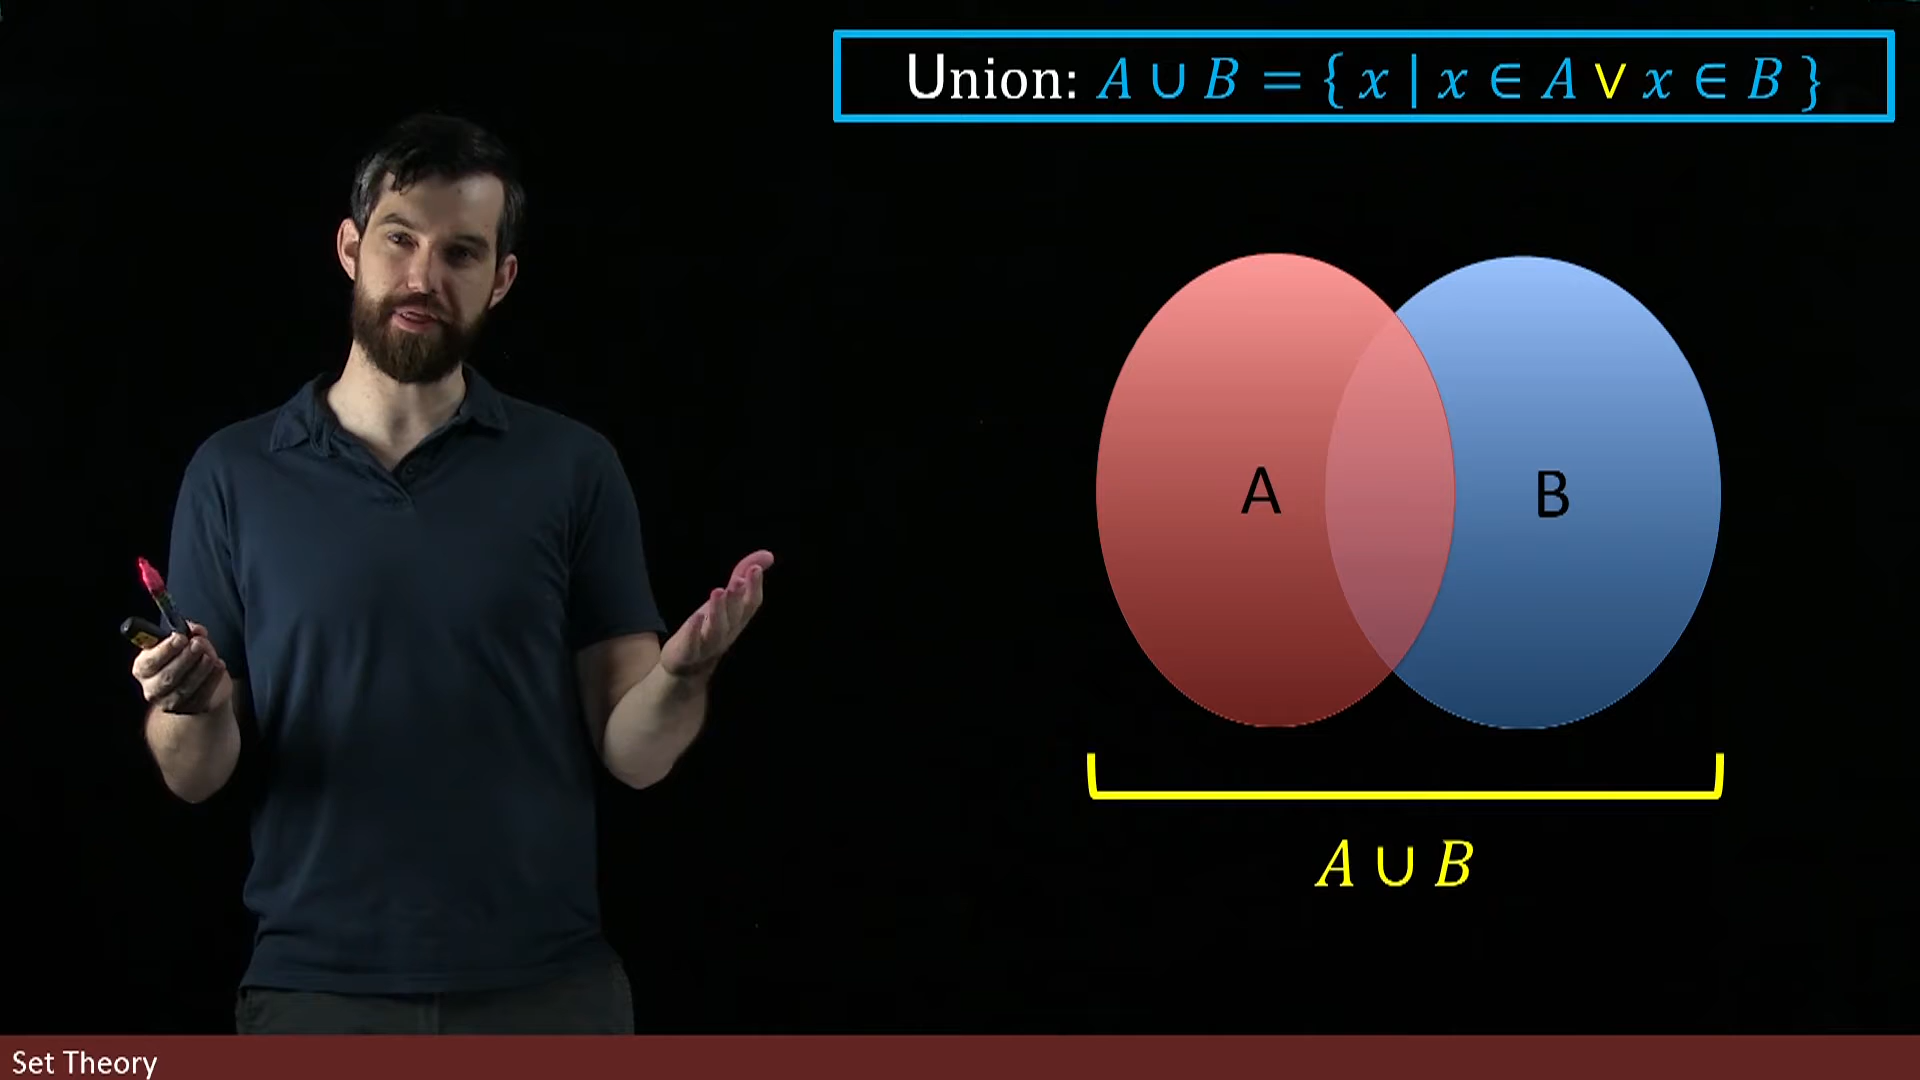 Union: A ∪ B = { x | x ∈ A ∨ x ∈ B }
A
B
A ∪ B
Set Theory